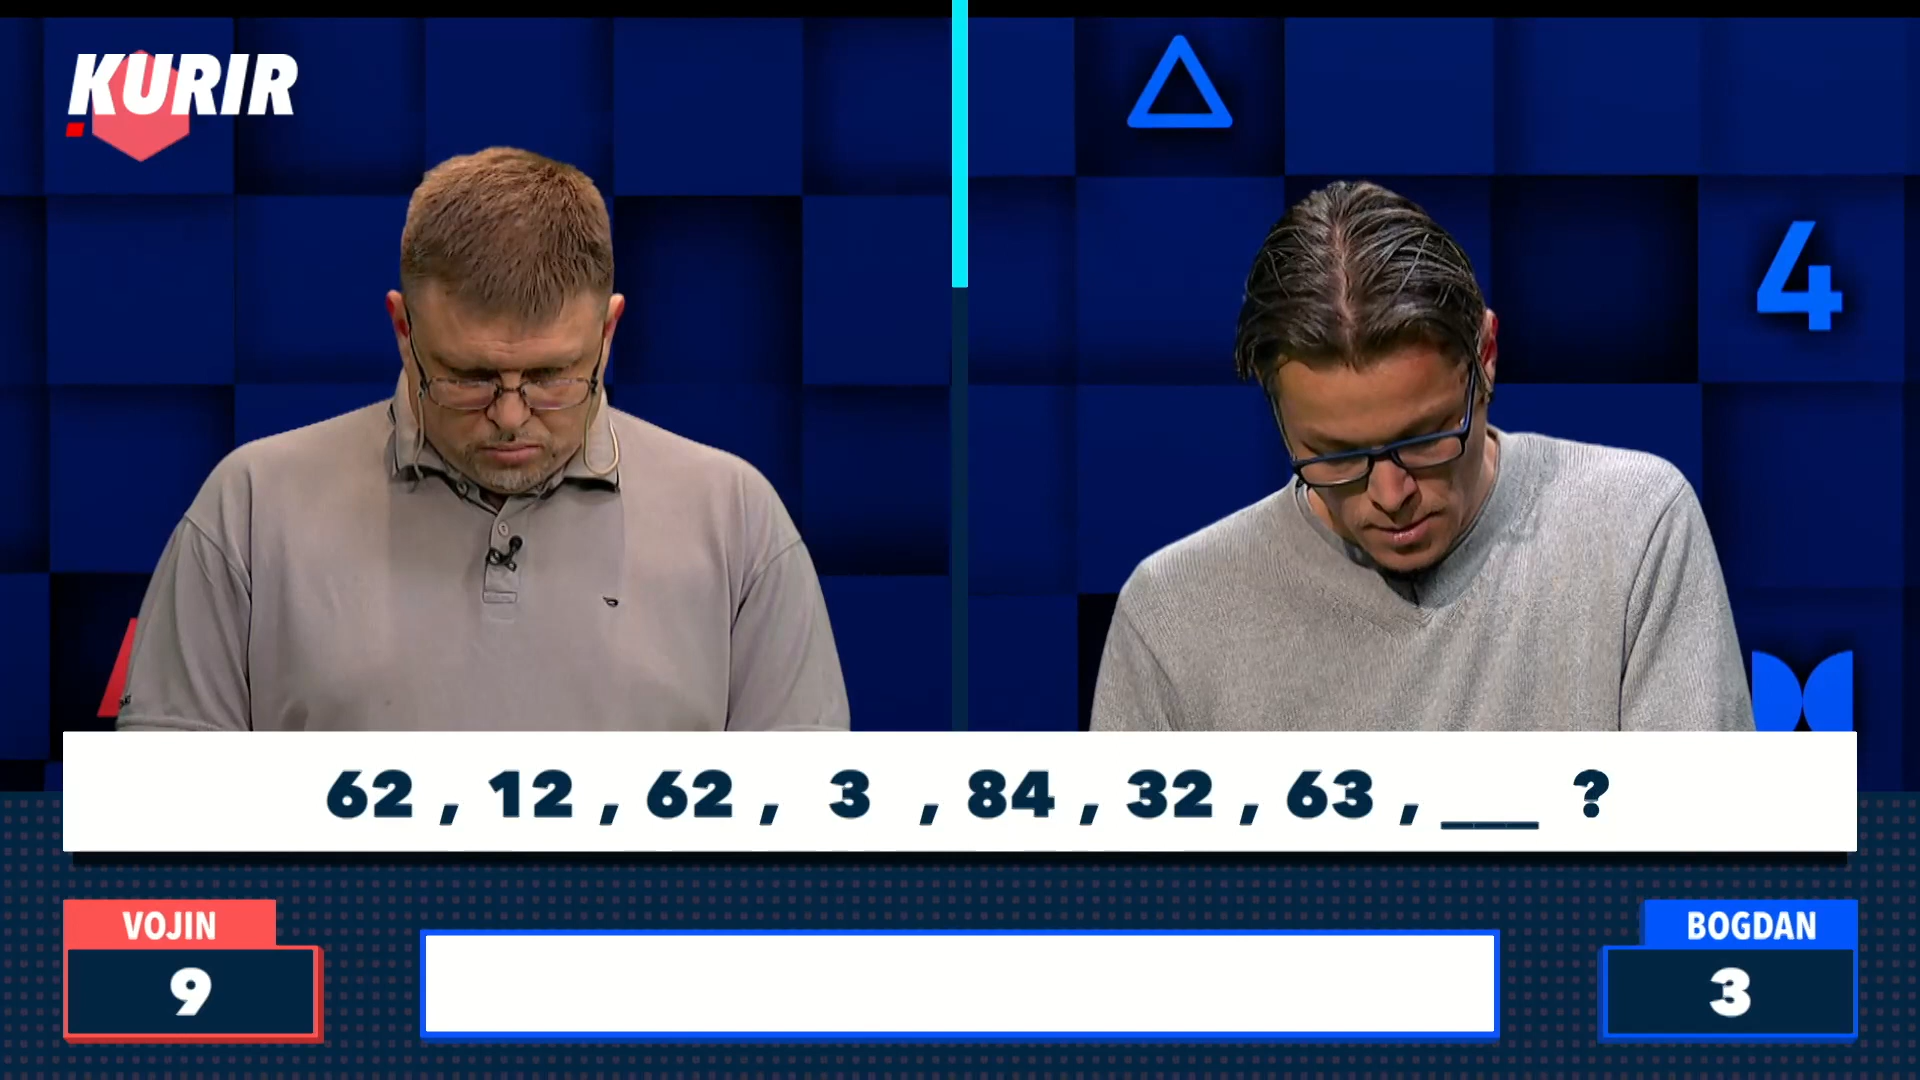 KURIR
4
62 , 12 , 62 , 3 , 84 , 32 , 63 , ___ ?
VOJIN
9
BOGDAN
3